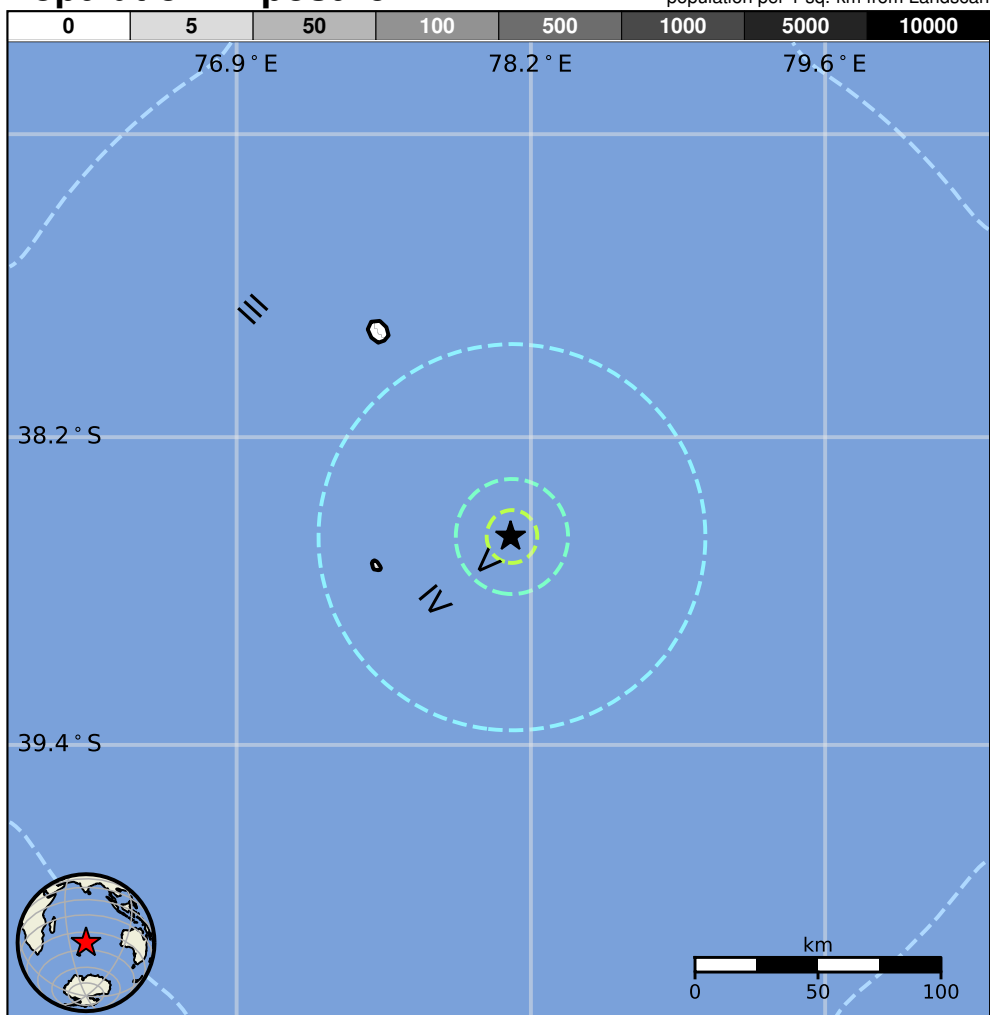 population per 1 sq. km from Landscan
0 5 50 100 500 1000 5000 10000
76.9°E 78.2°E 79.6°E
III
38.2°S
V
IV
39.4°S
km
0 50 100